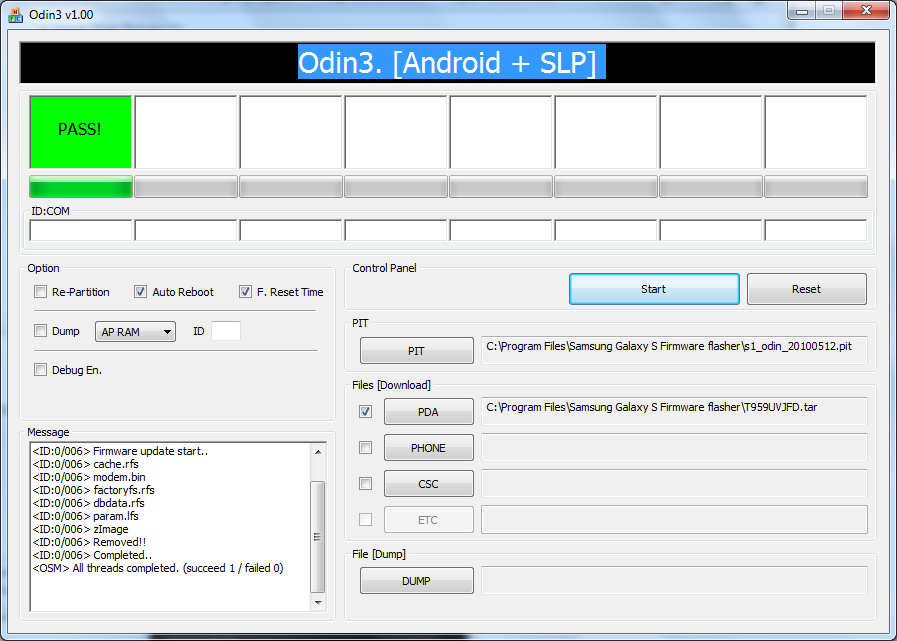 Odin3 v1.00
Odin3. [Android + SLP]
PASS!
ID:COM
Option
Re-Partition Auto Reboot F. Reset Time
Dump AP RAM ID
Debug En.
Message
<ID:0/006> Firmware update start..
<ID:0/006> cache.rfs
<ID:0/006> modem.bin
<ID:0/006> factoryfs.rfs
<ID:0/006> dbdata.rfs
<ID:0/006> param.lfs
<ID:0/006> zImage
<ID:0/006> Removed!!
<ID:0/006> Completed..
<OSM> All threads completed. (succeed 1 / failed 0)
Control Panel
Start Reset
PIT
PIT C:\Program Files\Samsung Galaxy S Firmware flasher\s1_odin_20100512.pit
Files [Download]
PDA C:\Program Files\Samsung Galaxy S Firmware flasher\T959UVJFD.tar
PHONE
CSC
ETC
File [Dump]
DUMP